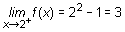 lim f(x) = 2² − 1 = 3
x→2⁺